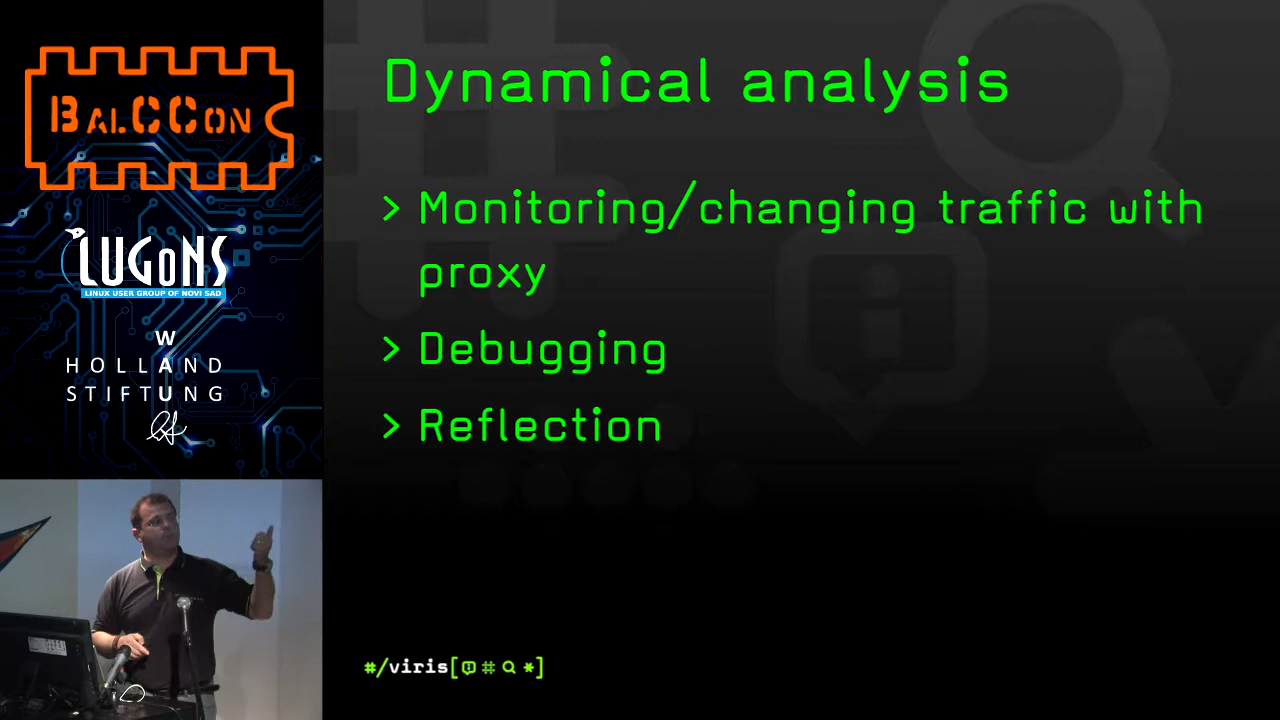 BALCCON
LUGONS
LINUX USER GROUP OF NOVI SAD
W
HOLLAND
A
STIFTUNG
Dynamical analysis
> Monitoring/changing traffic with
proxy
> Debugging
> Reflection
#/viris[# *]